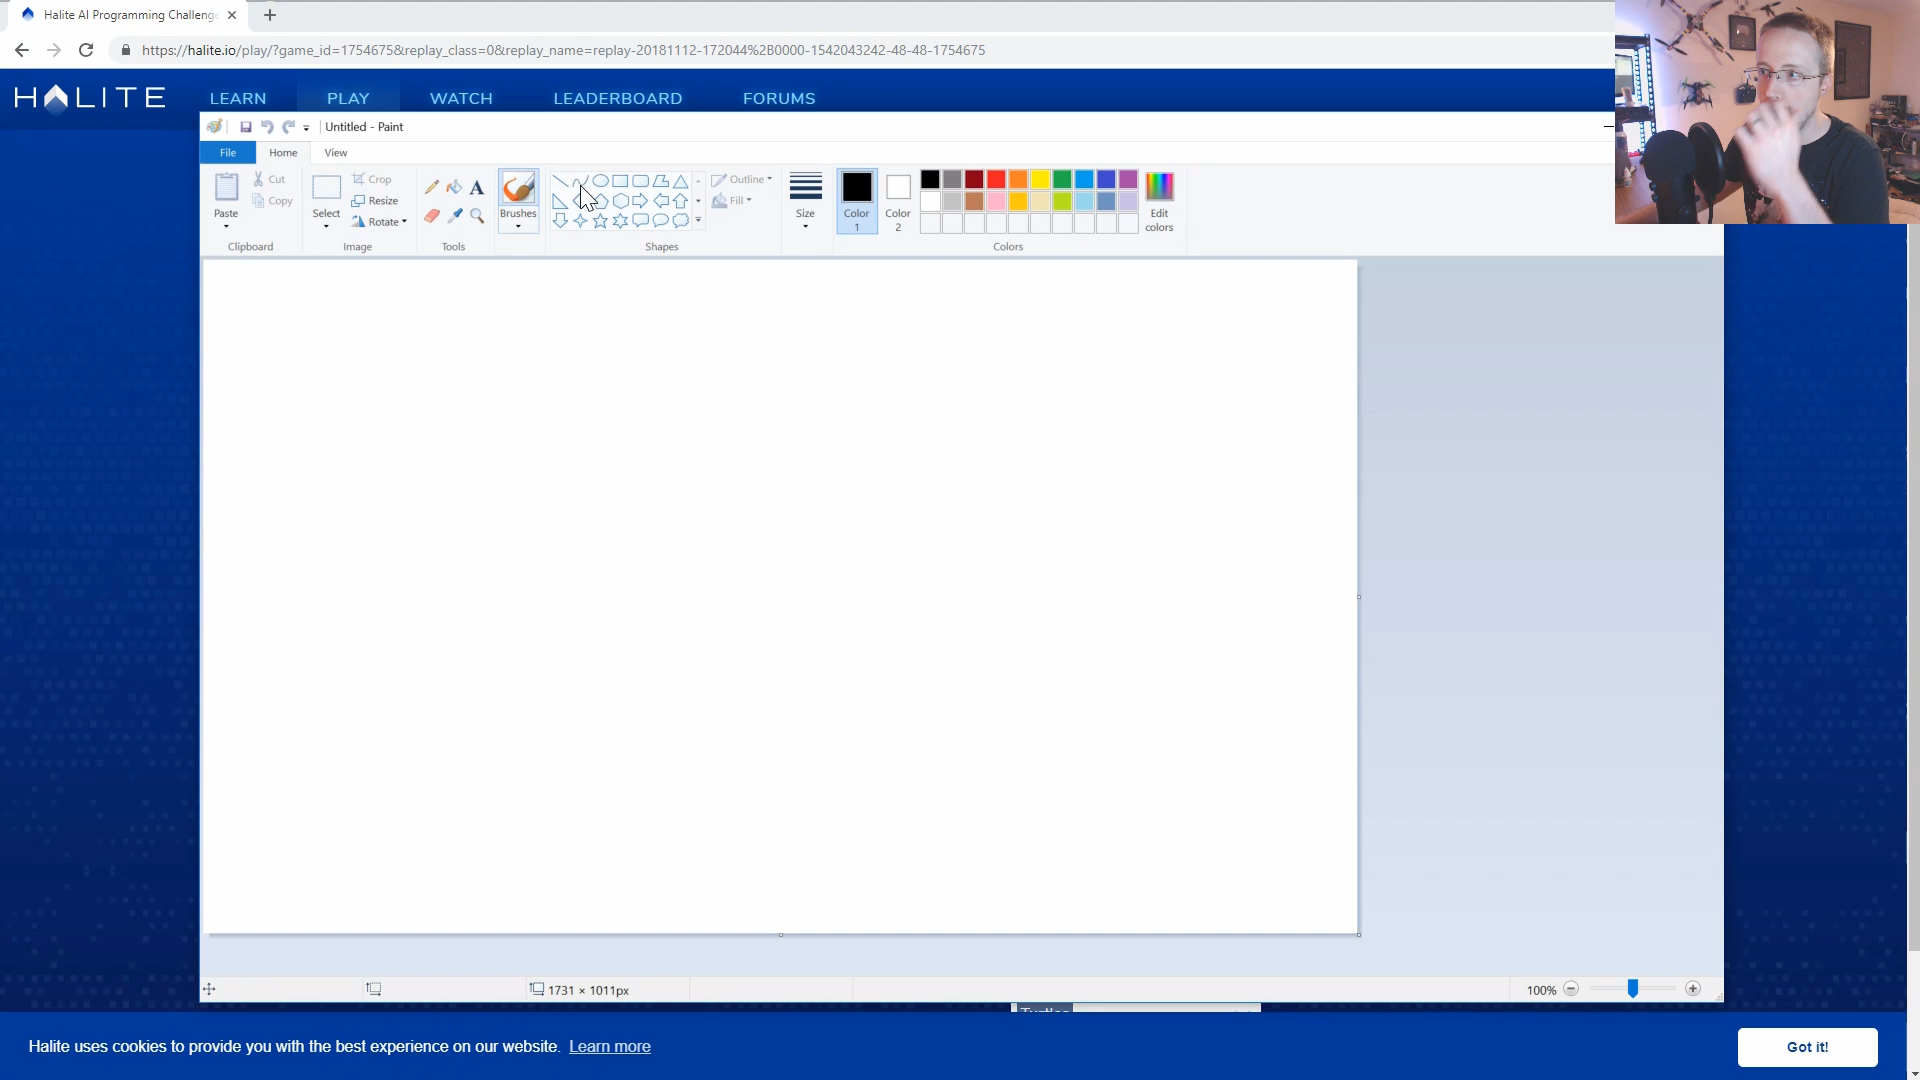 Halite AI Programming Challenge
https://halite.io/play/?game_id=1754675&replay_class=0&replay_name=replay-20181112-172044%2B0000-1542043242-48-48-1754675
HALITE
LEARN
PLAY
WATCH
LEADERBOARD
FORUMS
Untitled - Paint
File
Home
View
Paste
Cut
Copy
Clipboard
Select
Crop
Resize
Rotate
Image
Tools
Brushes
Shapes
Outline
Fill
Size
Color
1
Color
2
Edit
colors
Colors
1731 × 1011px
100%
Halite uses cookies to provide you with the best experience on our website. Learn more
Got it!